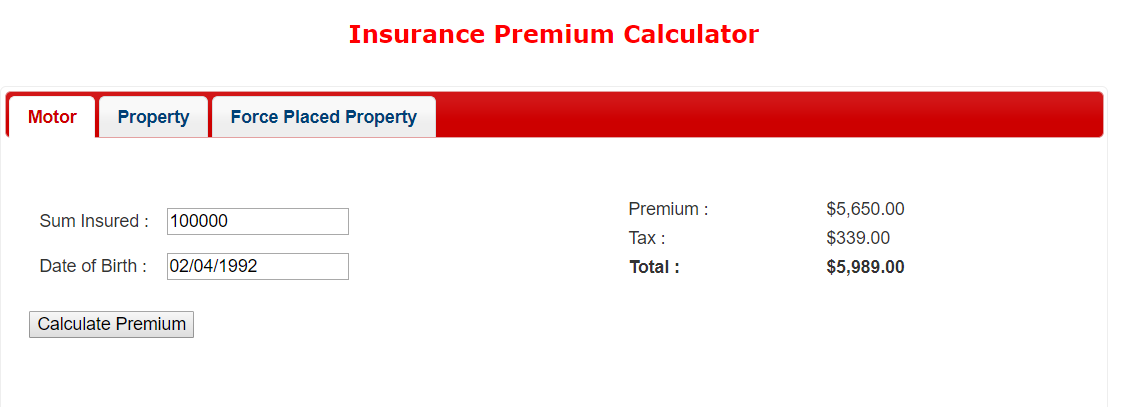 Insurance Premium Calculator
Motor Property Force Placed Property
Sum Insured : 100000
Date of Birth : 02/04/1992
Calculate Premium
Premium : $5,650.00
Tax : $339.00
Total : $5,989.00